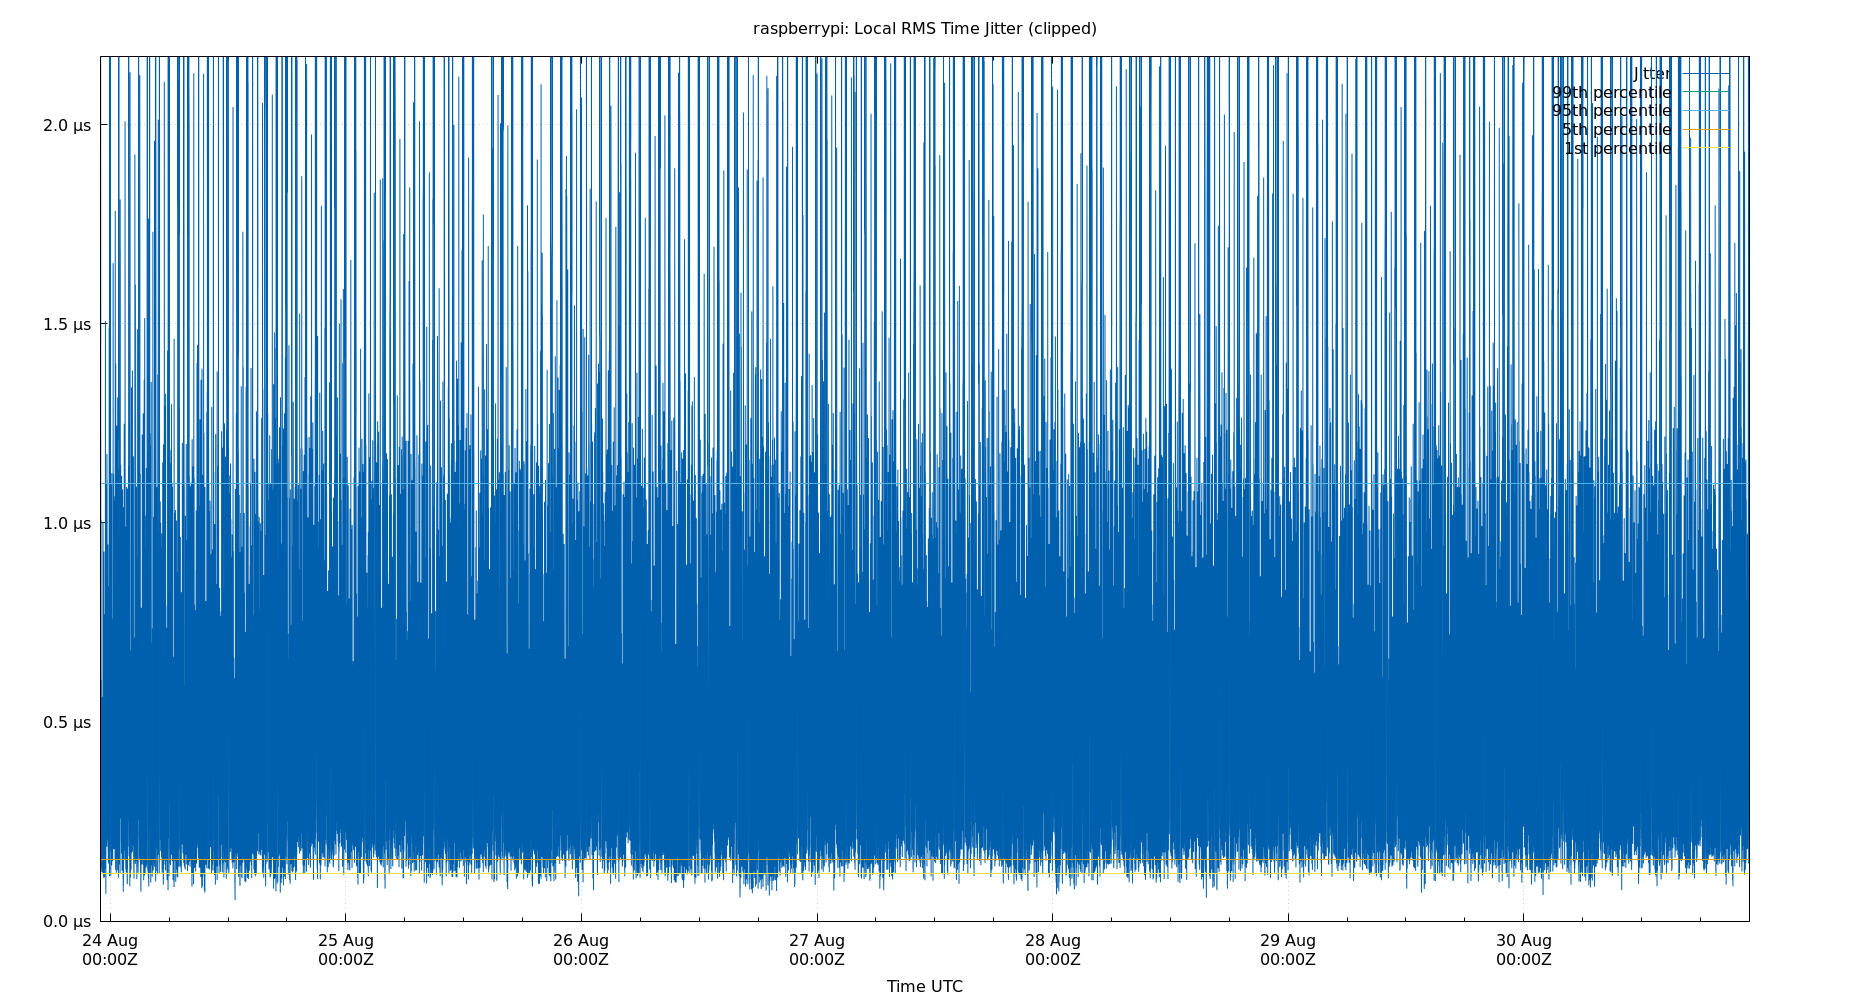 raspberrypi: Local RMS Time Jitter (clipped)
Jitter
99th percentile
95th percentile
5th percentile
1st percentile
2.0 µs
1.5 µs
1.0 µs
0.5 µs
0.0 µs
24 Aug 25 Aug 26 Aug 27 Aug 28 Aug 29 Aug 30 Aug
00:00Z 00:00Z 00:00Z 00:00Z 00:00Z 00:00Z 00:00Z
Time UTC